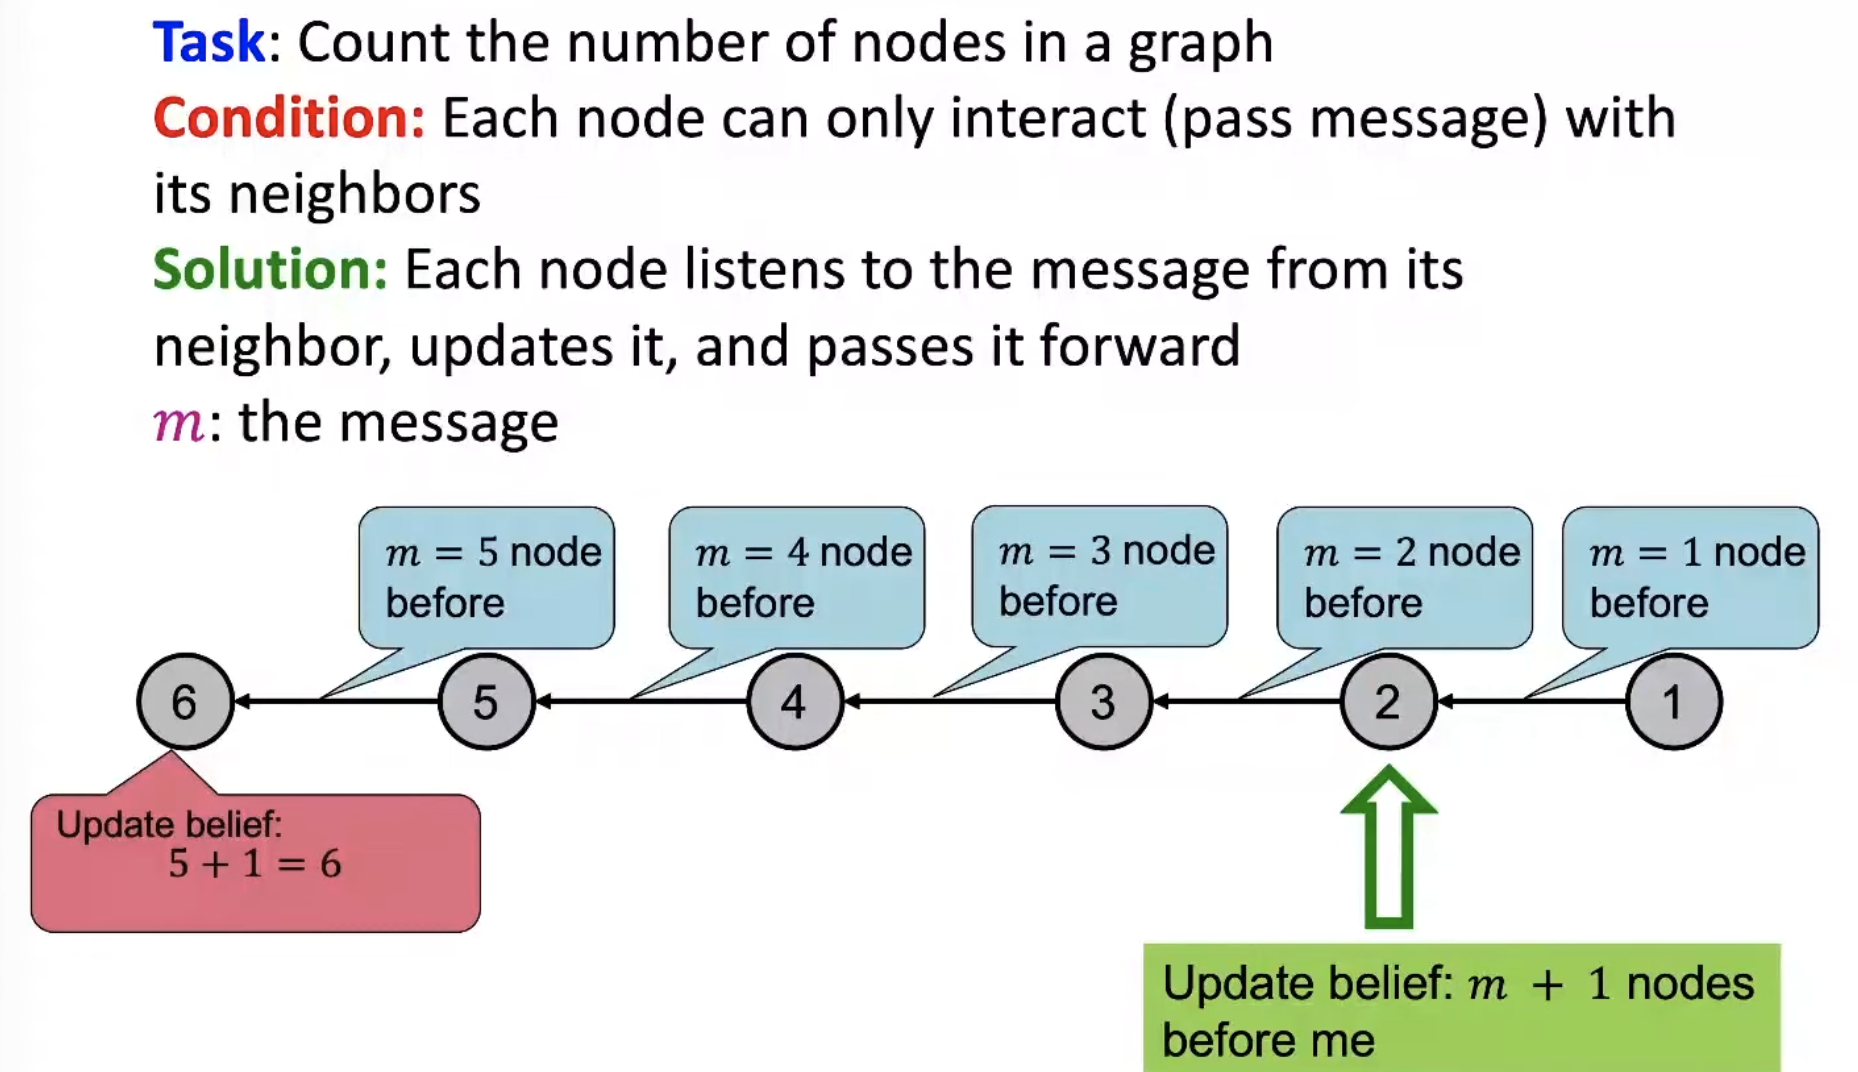 Task: Count the number of nodes in a graph
Condition: Each node can only interact (pass message) with
its neighbors
Solution: Each node listens to the message from its
neighbor, updates it, and passes it forward
m: the message
m = 5 node
before
m = 4 node
before
m = 3 node
before
m = 2 node
before
m = 1 node
before
6
5
4
3
2
1
Update belief:
5 + 1 = 6
Update belief: m + 1 nodes
before me